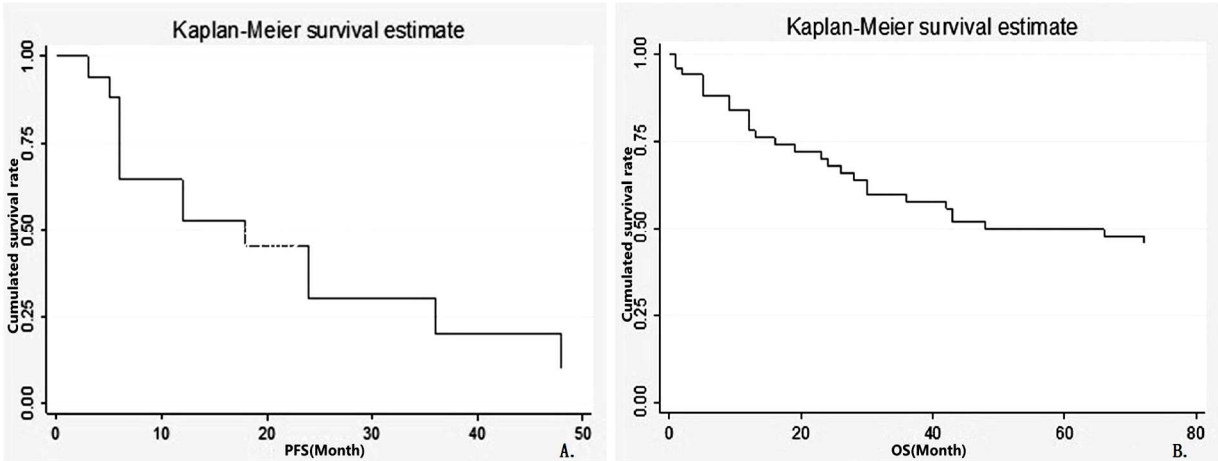 Kaplan-Meier survival estimate
Cumulated survival rate
1.00
0.75
0.50
0.25
0.00
0 10 20 30 40 50
PFS(Month)
A.
Kaplan-Meier survival estimate
Cumulated survival rate
1.00
0.75
0.50
0.25
0.00
0 20 40 60 80
OS(Month)
B.